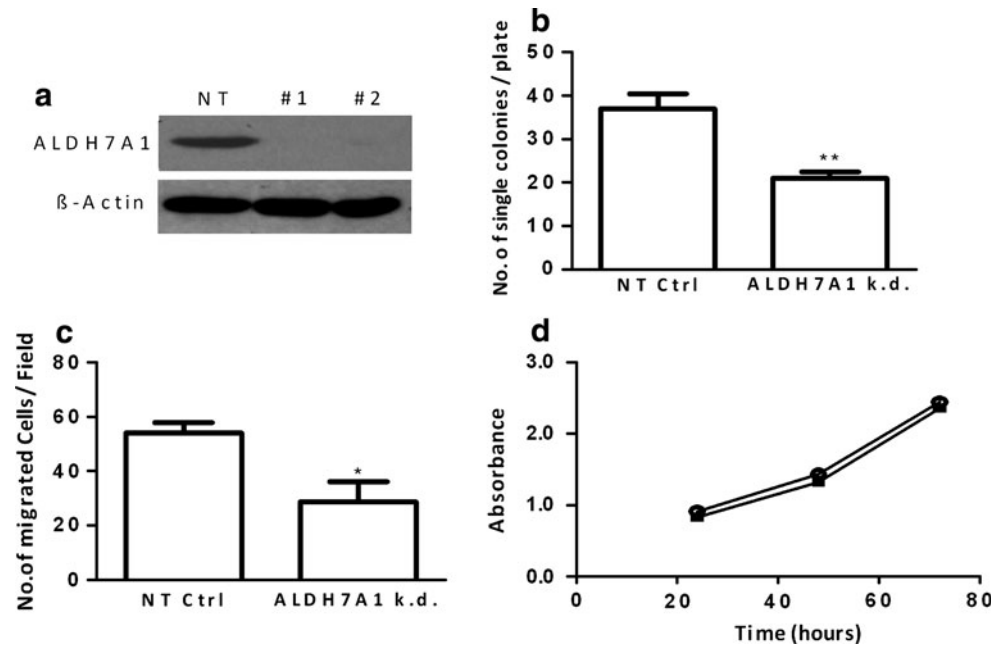 a
NT #1 #2
ALDH7A1
ß-Actin
b
No. of single colonies / plate
50
40
30
20
10
0
**
NT Ctrl ALDH7A1 k.d.
c
No.of migrated Cells/ Field
80
60
40
20
0
*
NT Ctrl ALDH7A1 k.d.
d
Absorbance
3.0
2.0
1.0
0.0
0 20 40 60 80
Time (hours)